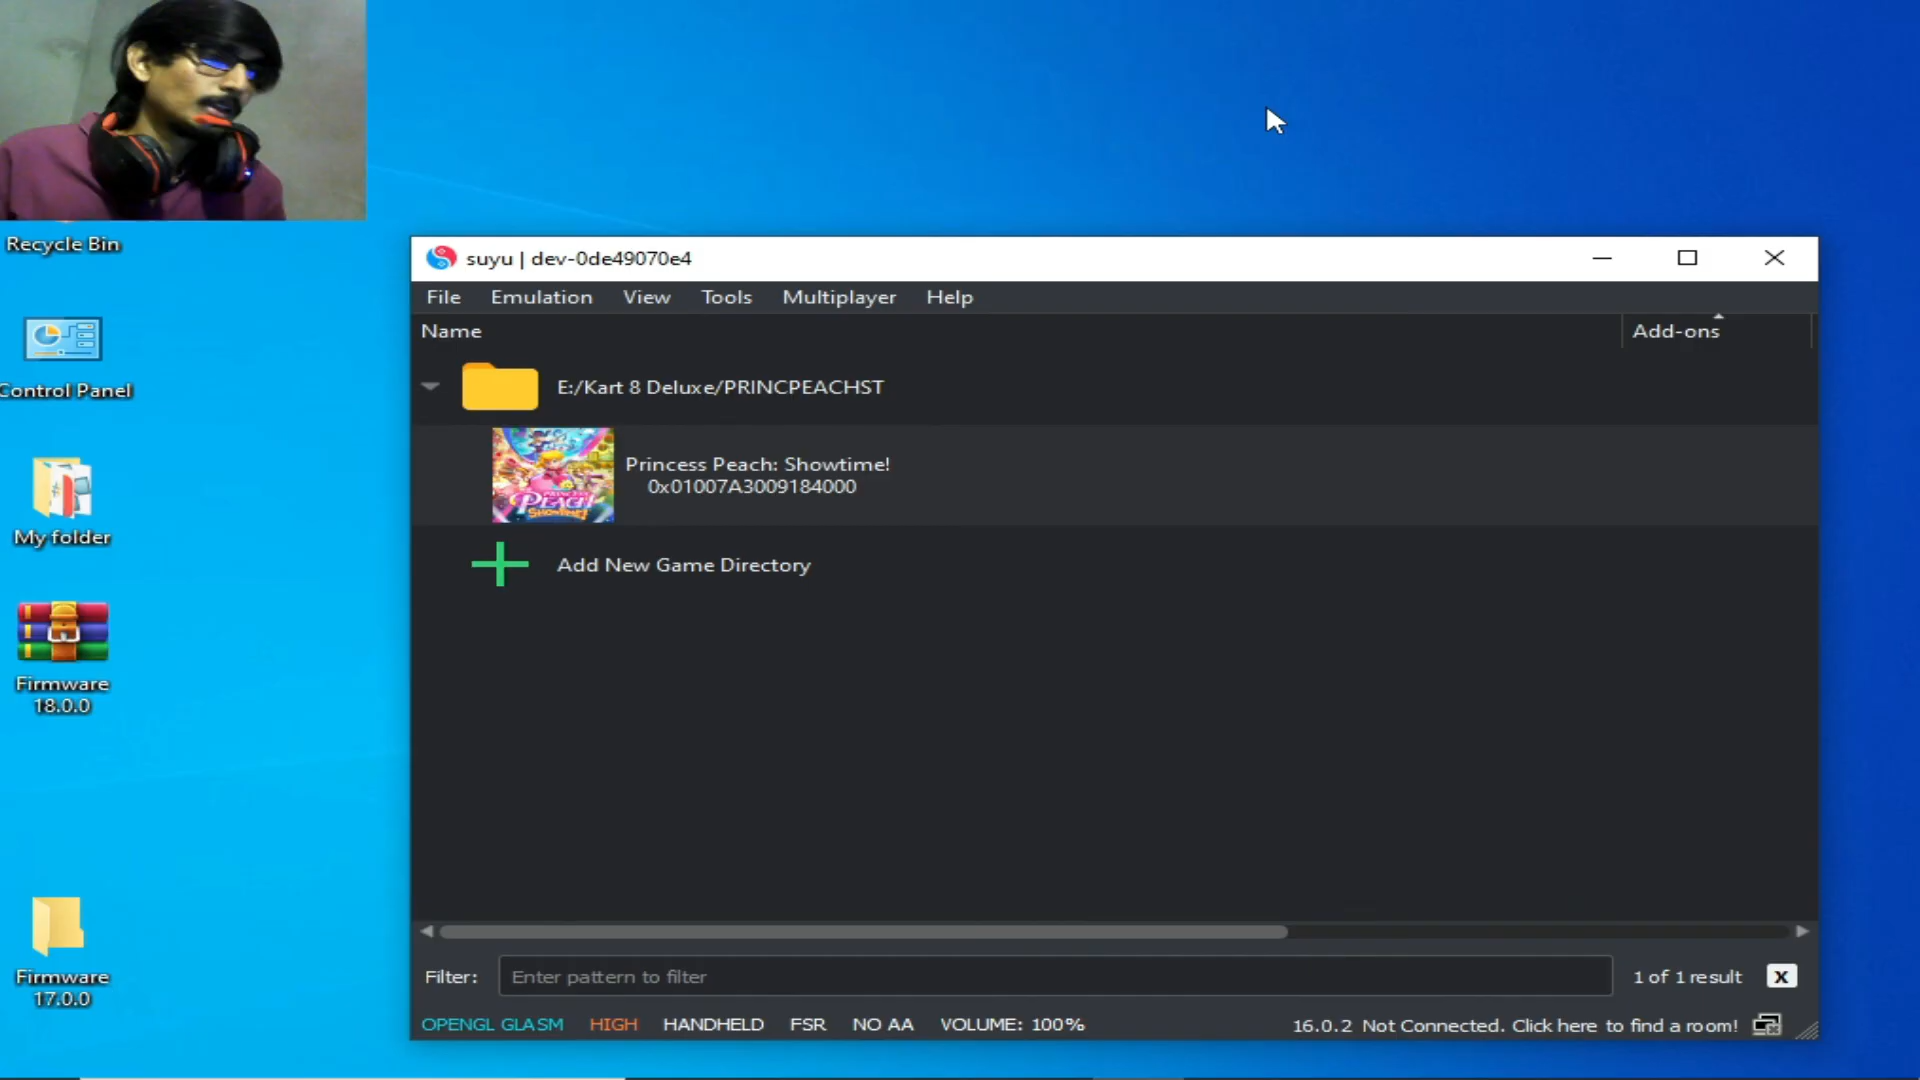 Recycle Bin
Control Panel
My folder
Firmware
18.0.0
Firmware
17.0.0
suyu | dev-0de49070e4
File Emulation View Tools Multiplayer Help
Name Add-ons
E:/Kart 8 Deluxe/PRINCPEACHST
PRINCESS
PEACH
SHOWTIME!
Princess Peach: Showtime!
0x01007A3009184000
Add New Game Directory
Filter: Enter pattern to filter 1 of 1 result X
OPENGL GLASM HIGH HANDHELD FSR NO AA VOLUME: 100% 16.0.2 Not Connected. Click here to find a room!